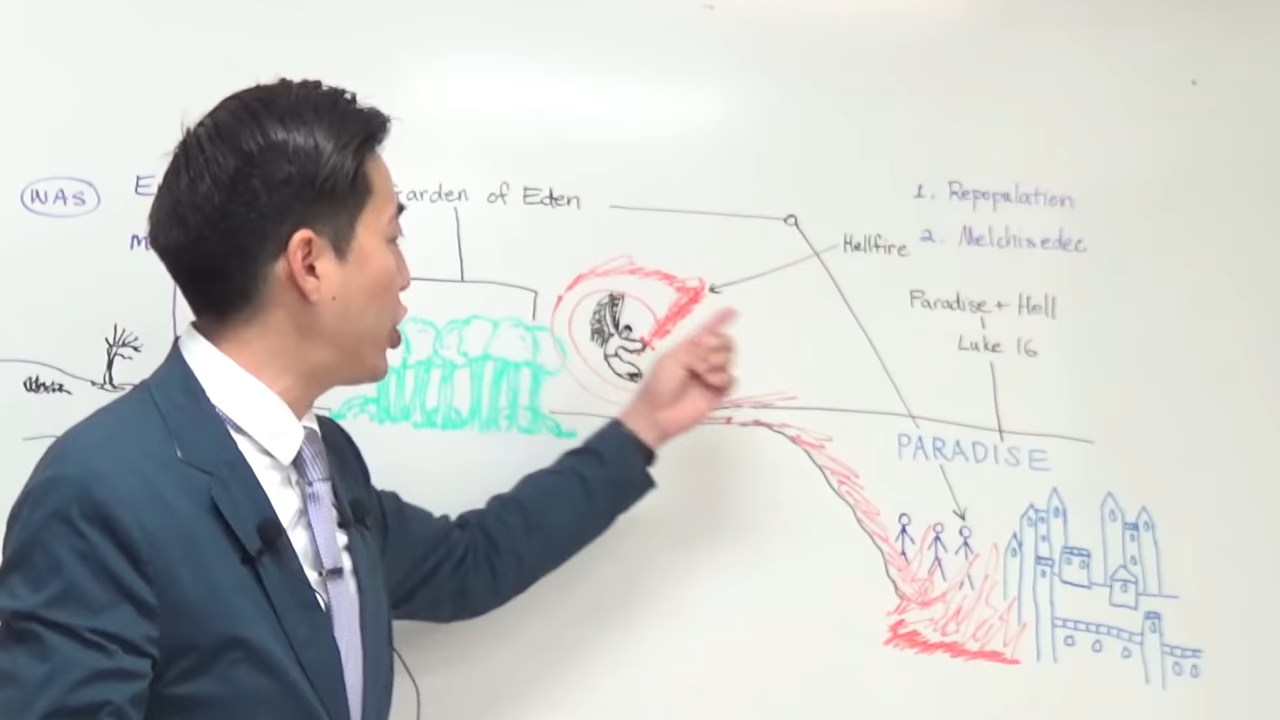 WAS
Garden of Eden
Hellfire
1. Repopulation
2. Melchisedec
Paradise + Hell
Luke 16
PARADISE